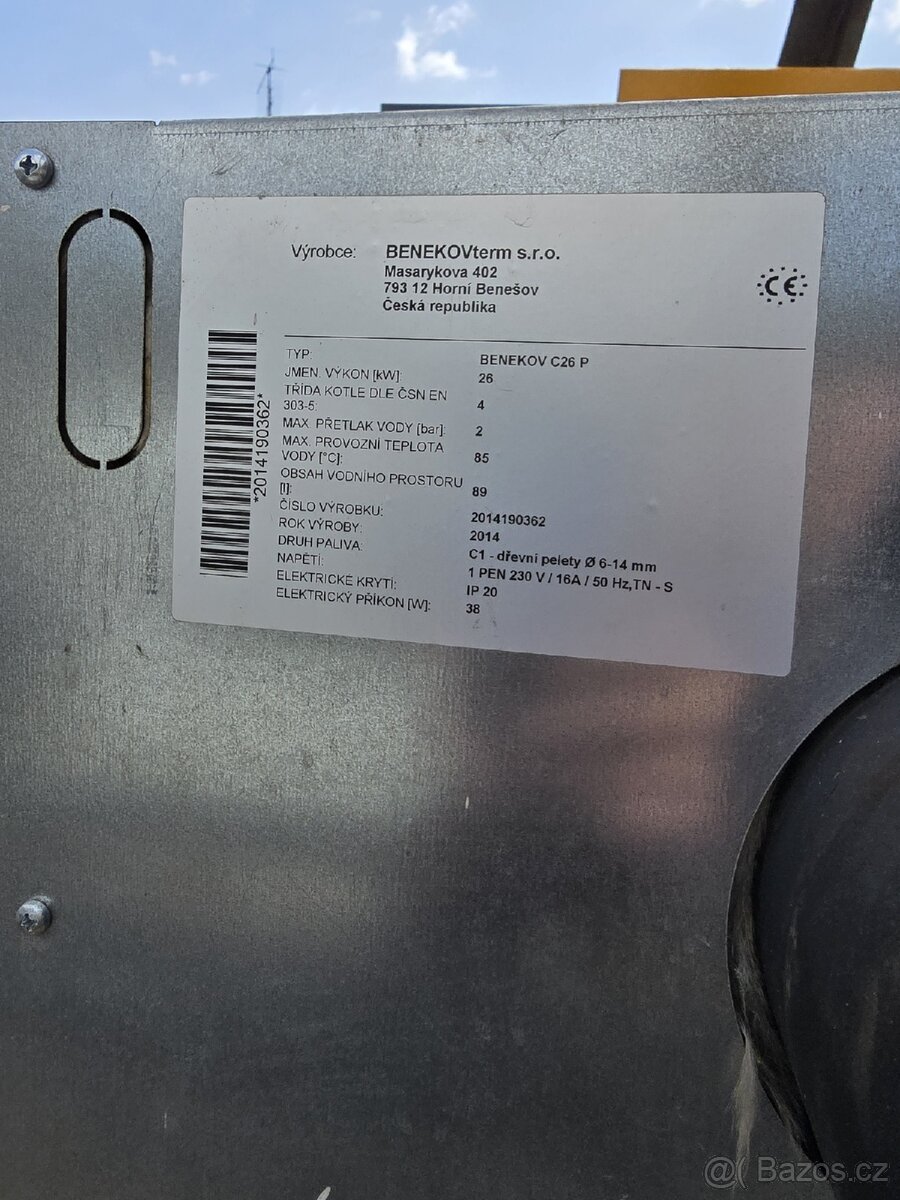 Výrobce: BENEKOVterm s.r.o.
Masarykova 402
793 12 Horní Benešov
Česká republika
CE
*2014190362*
TYP: BENEKOV C26 P
JMEN. VÝKON [kW]: 26
TŘÍDA KOTLE DLE ČSN EN
303-5: 4
MAX. PŘETLAK VODY [bar]: 2
MAX. PROVOZNÍ TEPLOTA
VODY [°C]: 85
OBSAH VODNÍHO PROSTORU
[l]: 89
ČÍSLO VÝROBKU: 2014190362
ROK VÝROBY: 2014
DRUH PALIVA: C1 - dřevní pelety Ø 6-14 mm
NAPĚTÍ: 1 PEN 230 V / 16A / 50 Hz,TN - S
ELEKTRICKÉ KRYTÍ: IP 20
ELEKTRICKÝ PŘÍKON [W]: 38
@( Bazos.cz